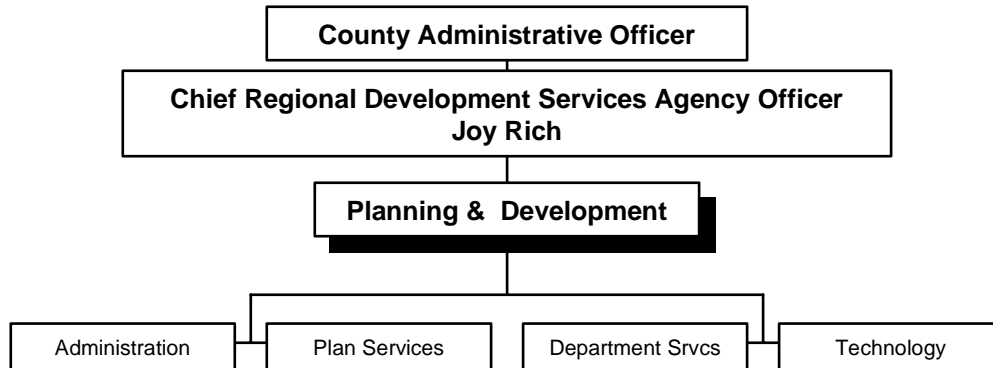 County Administrative Officer
Chief Regional Development Services Agency Officer
Joy Rich
Planning & Development
Administration
Plan Services
Department Srvcs
Technology